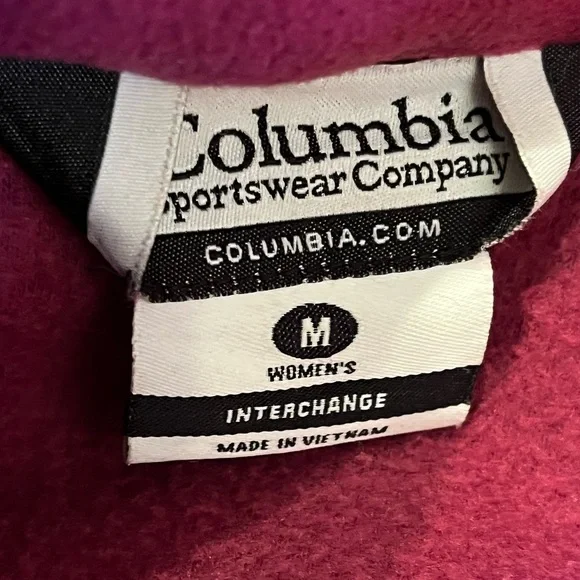 Columbia
Sportswear Company
COLUMBIA.COM
M
WOMEN'S
INTERCHANGE
MADE IN VIETNAM